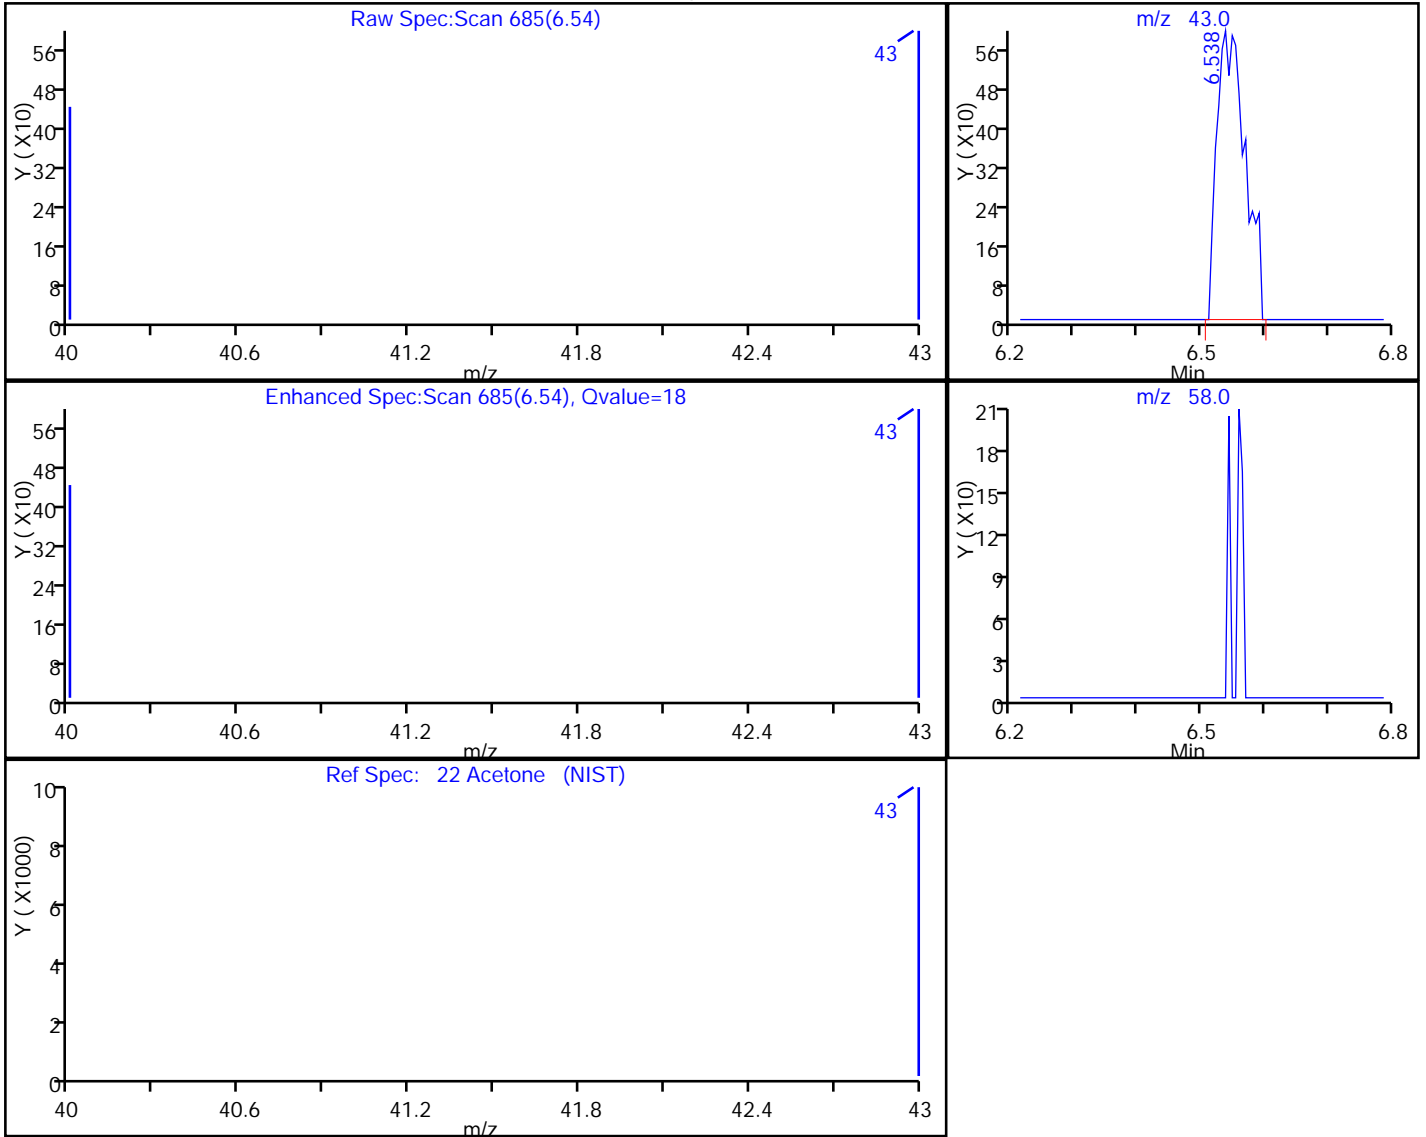 Raw Spec:Scan 685(6.54)
43
56
48
40
32
24
16
8
0
Y ( X10)
40 40.6 41.2 41.8 42.4 43
m/z
m/z 43.0
6.538
56
48
40
32
24
16
8
0
Y ( X10)
6.2 6.5 6.8
Min
Enhanced Spec:Scan 685(6.54), Qvalue=18
43
56
48
40
32
24
16
8
0
Y ( X10)
40 40.6 41.2 41.8 42.4 43
m/z
m/z 58.0
21
18
15
12
9
6
3
0
Y ( X10)
6.2 6.5 6.8
Min
Ref Spec: 22 Acetone (NIST)
43
10
8
6
4
2
0
Y ( X1000)
40 40.6 41.2 41.8 42.4 43
m/z